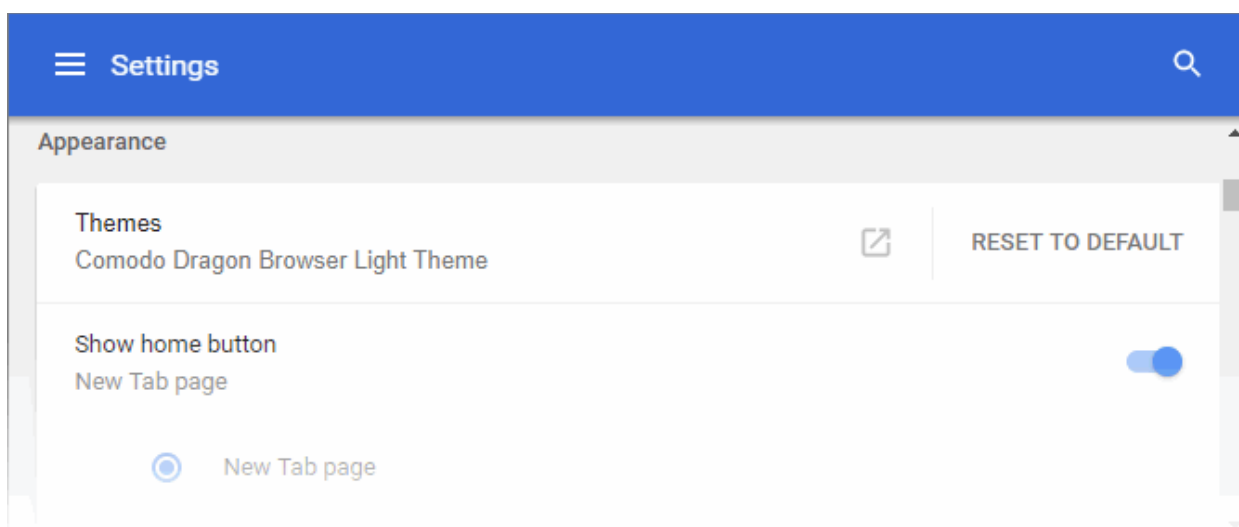 Settings
Appearance
Themes
Comodo Dragon Browser Light Theme
RESET TO DEFAULT
Show home button
New Tab page
New Tab page